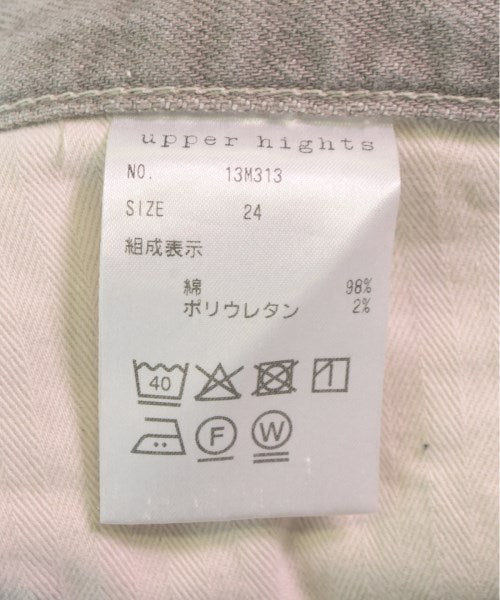 upper hights
NO. 13M313
SIZE 24
組成表示
綿 98%
ポリウレタン 2%
40
F W